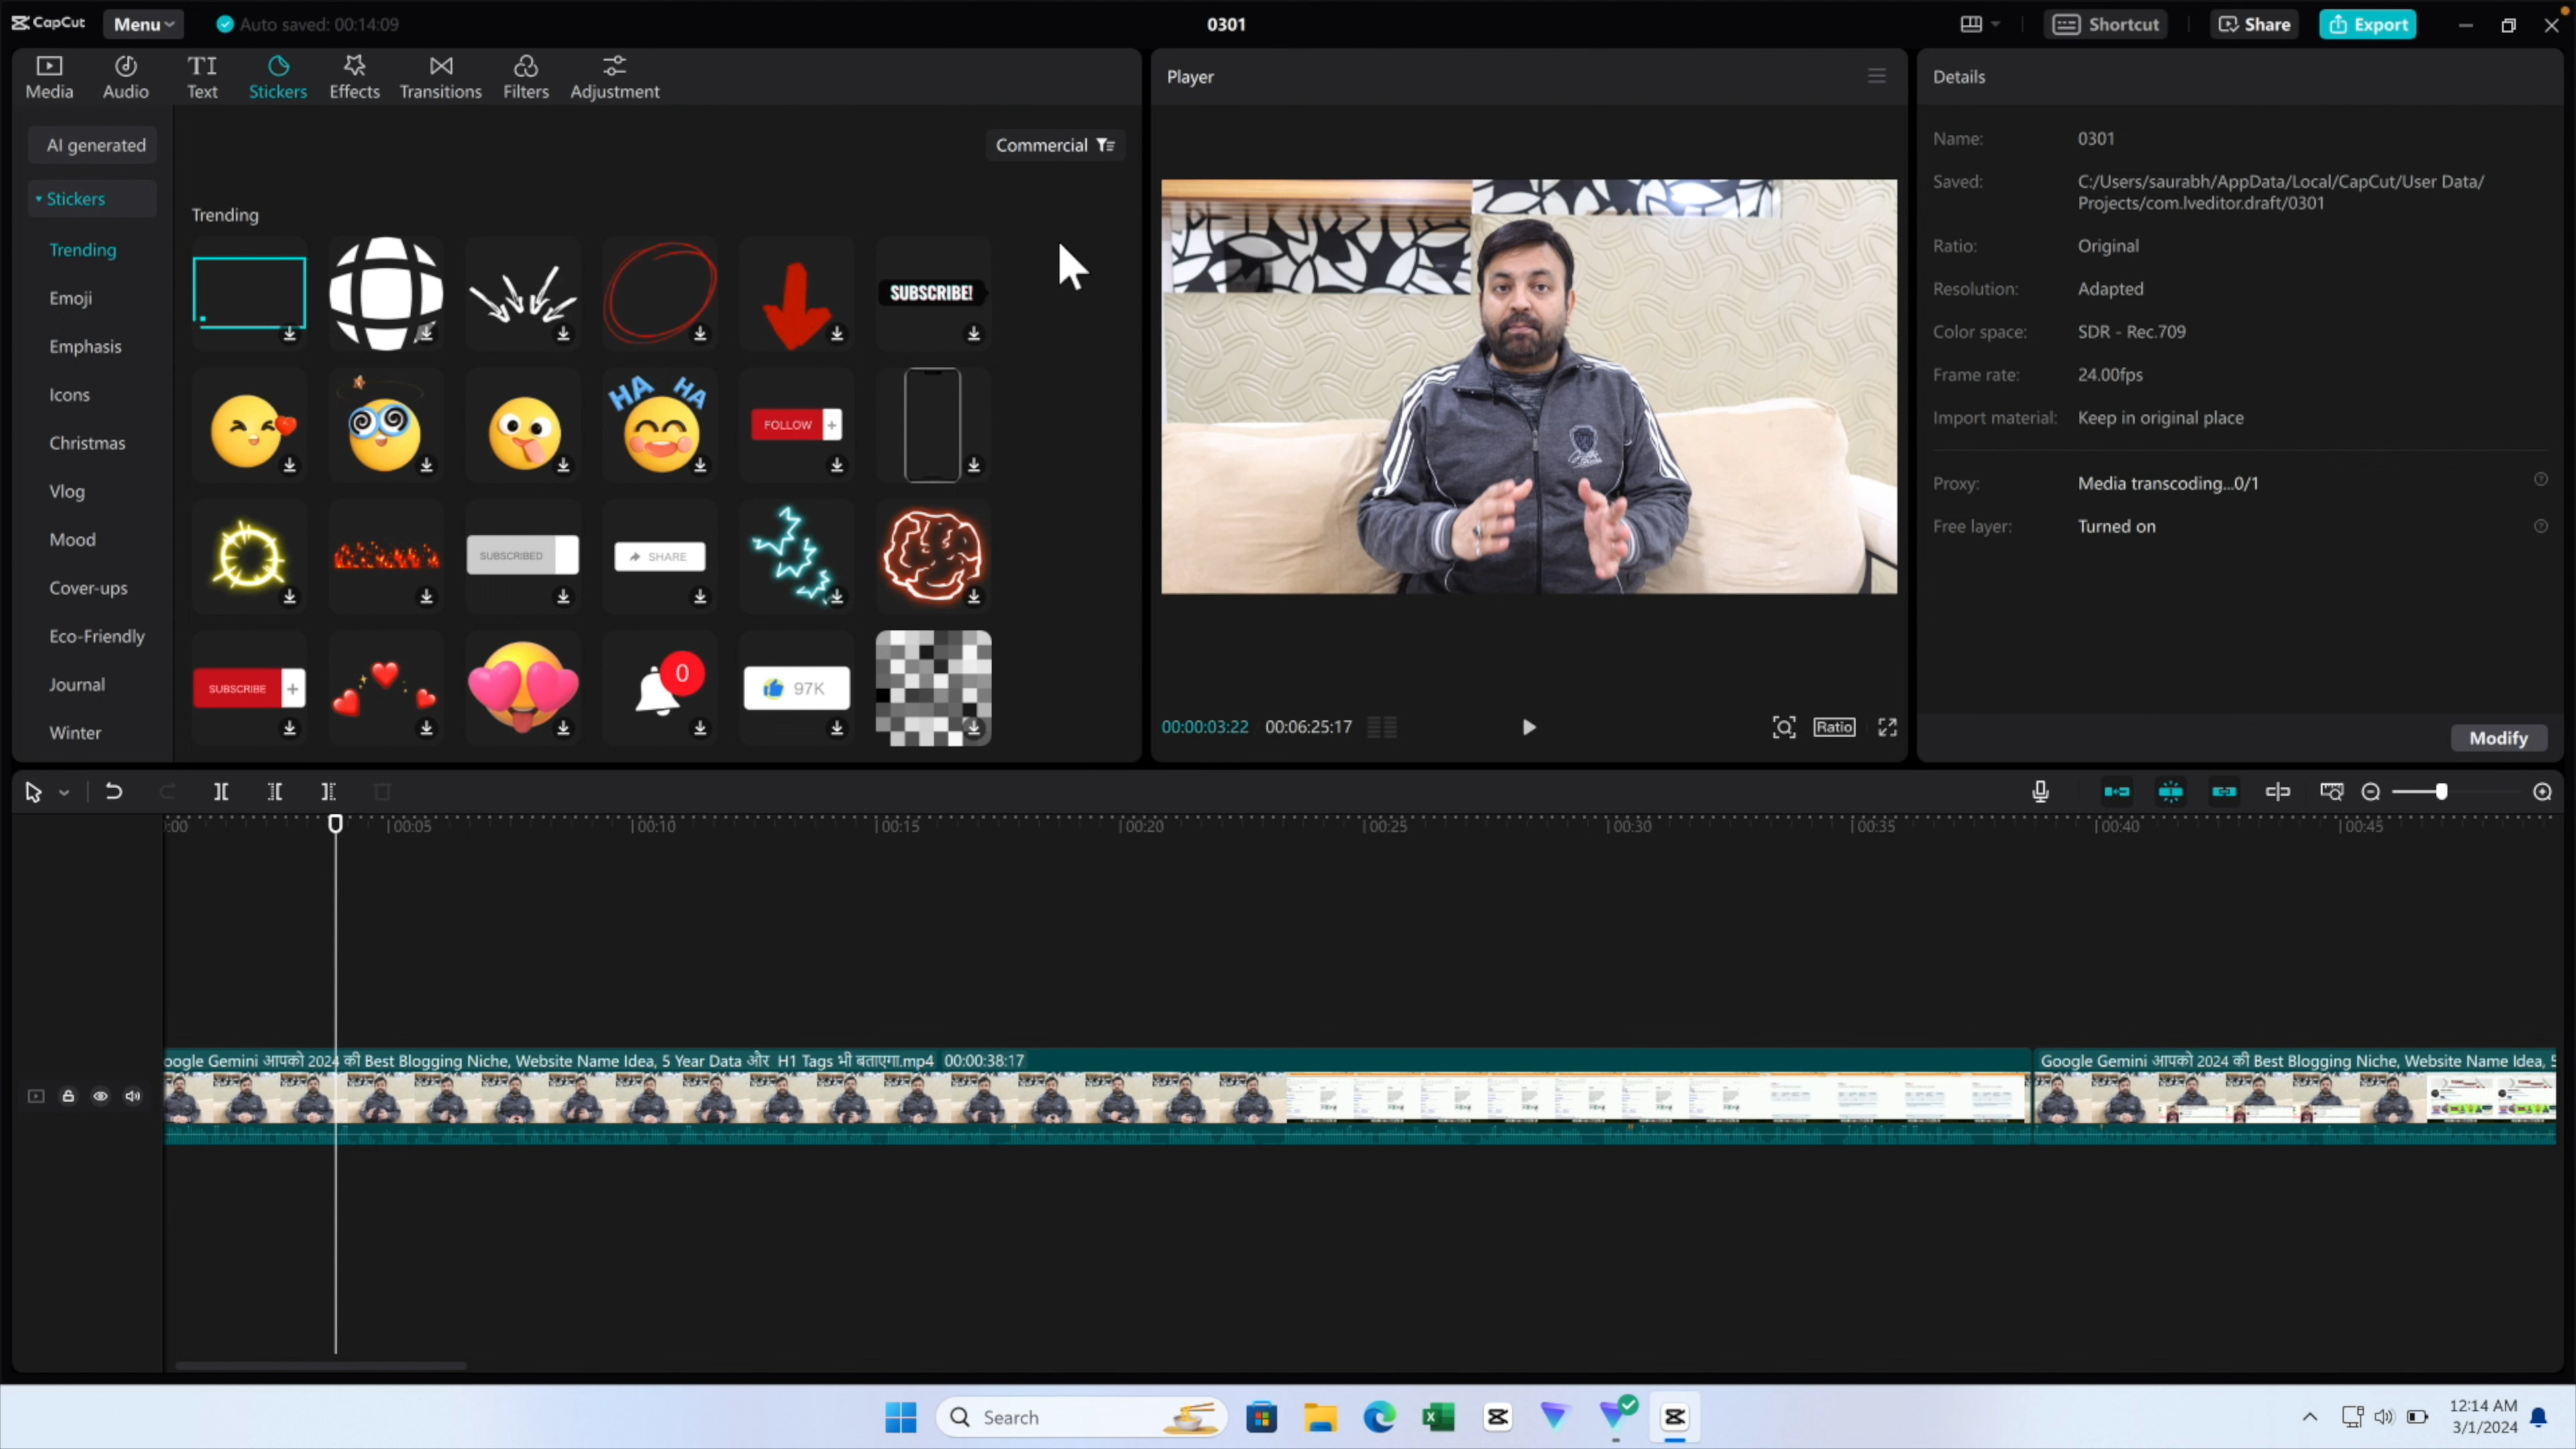 CapCut
Menu
Auto saved: 00:14:09
0301
Shortcut
Share
Export
Media
Audio
Text
Stickers
Effects
Transitions
Filters
Adjustment
AI generated
Stickers
Trending
Emoji
Emphasis
Icons
Christmas
Vlog
Mood
Cover-ups
Eco-Friendly
Journal
Winter
Commercial
Trending
SUBSCRIBE!
HA HA
FOLLOW +
SUBSCRIBED
SHARE
SUBSCRIBE +
0
97K
Player
00:00:03:22
00:06:25:17
Ratio
Details
Name: 0301
Saved: C:/Users/saurabh/AppData/Local/CapCut/User Data/
Projects/com.lveditor.draft/0301
Ratio: Original
Resolution: Adapted
Color space: SDR - Rec.709
Frame rate: 24.00fps
Import material: Keep in original place
Proxy: Media transcoding...0/1
Free layer: Turned on
Modify
:00
00:05
00:10
00:15
00:20
00:25
00:30
00:35
00:40
00:45
oogle Gemini आपको 2024 की Best Blogging Niche, Website Name Idea, 5 Year Data और H1 Tags भी बताएगा.mp4 00:00:38:17
Google Gemini आपको 2024 की Best Blogging Niche, Website Name Idea, 5
Search
12:14 AM
3/1/2024